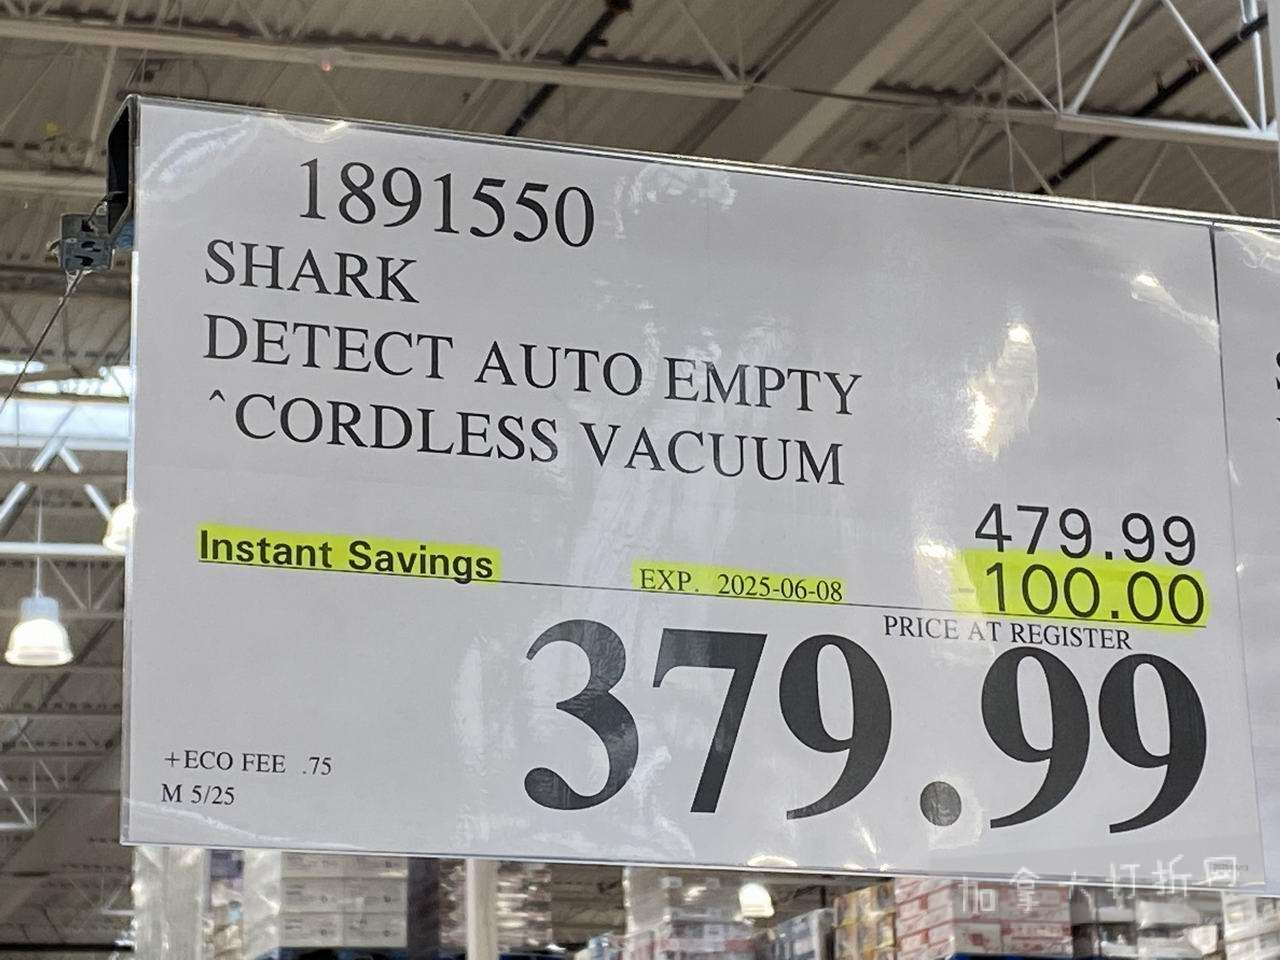 1891550
SHARK
DETECT AUTO EMPTY
^CORDLESS VACUUM
479.99
Instant Savings EXP. 2025-06-08 -100.00
PRICE AT REGISTER
379.99
+ECO FEE .75
M 5/25
加拿大打折网